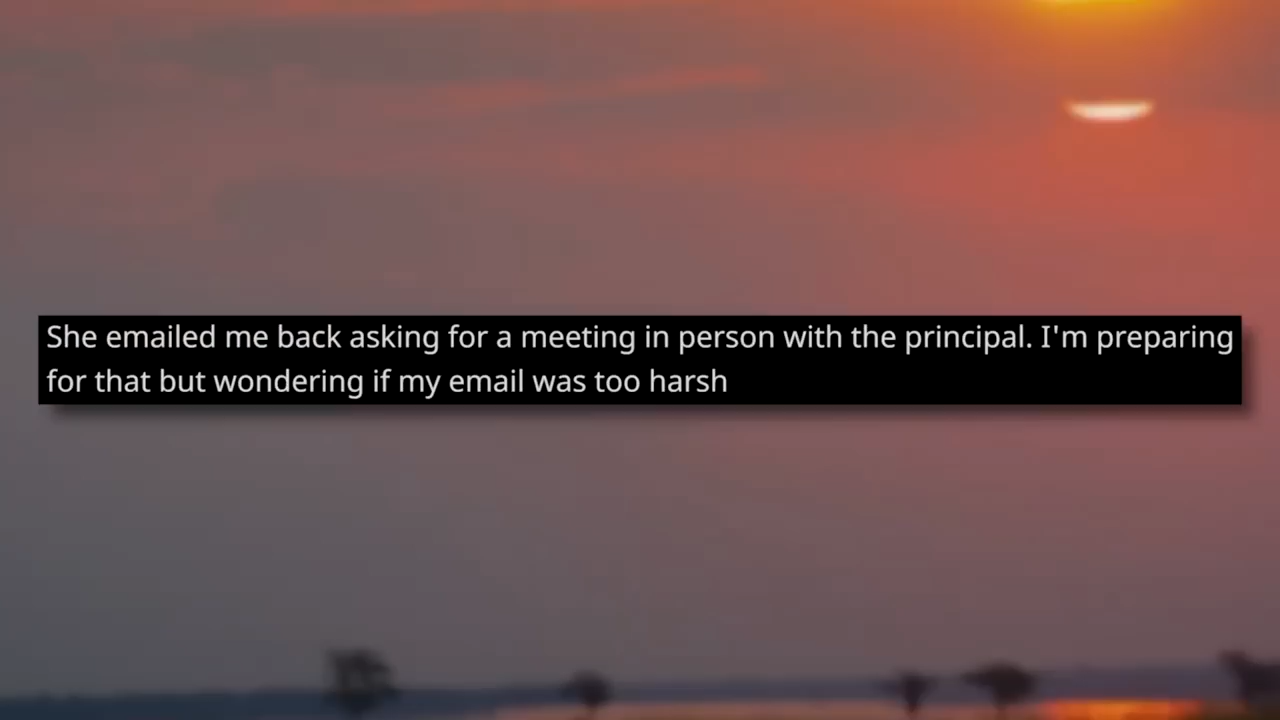 She emailed me back asking for a meeting in person with the principal. I'm preparing
for that but wondering if my email was too harsh